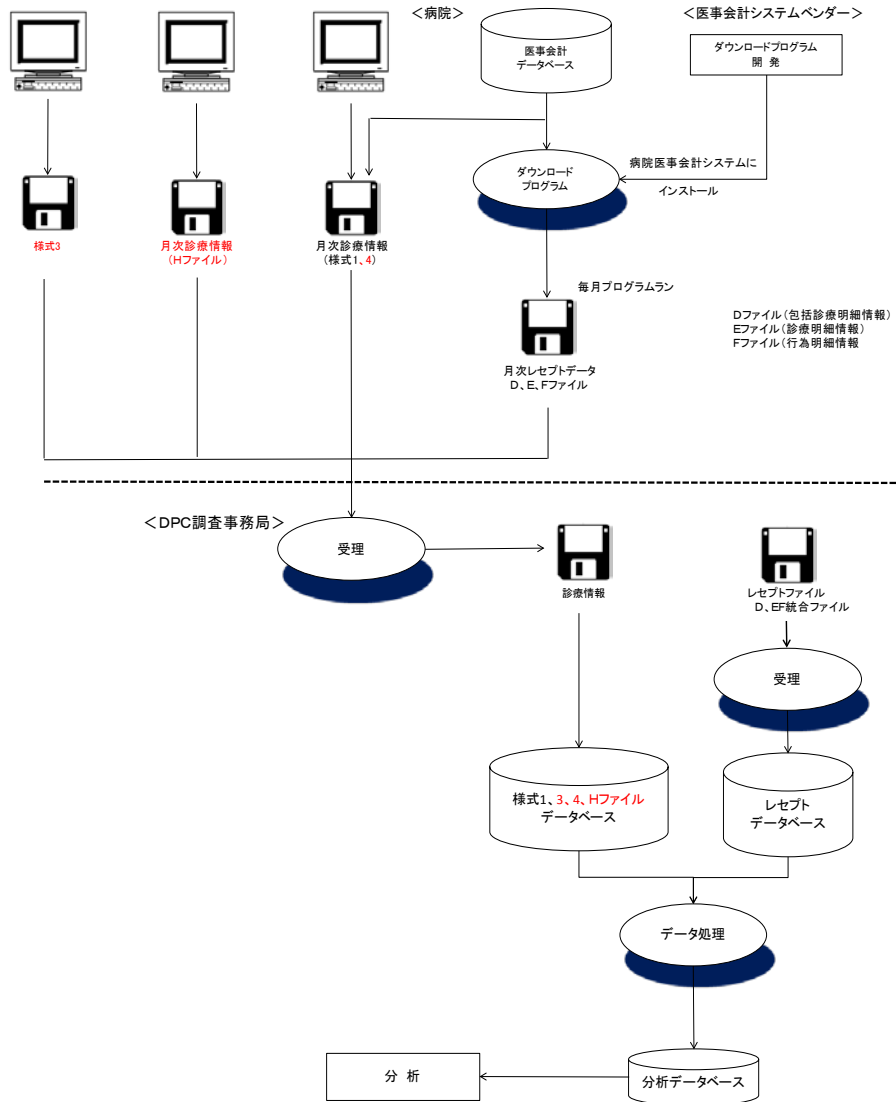 ＜病院＞
＜医事会計システムベンダー＞
医事会計
データベース
ダウンロードプログラム
開 発
ダウンロード
プログラム
病院医事会計システムに
インストール
様式3
月次診療情報
（Hファイル）
月次診療情報
（様式1、4）
毎月プログラムラン
Dファイル（包括診療明細情報）
Eファイル（診療明細情報）
Fファイル（行為明細情報
月次レセプトデータ
D、E、Fファイル
＜DPC調査事務局＞
受理
診療情報
レセプトファイル
D、EF統合ファイル
受理
様式1、3、4、Hファイル
データベース
レセプト
データベース
データ処理
分 析
分析データベース